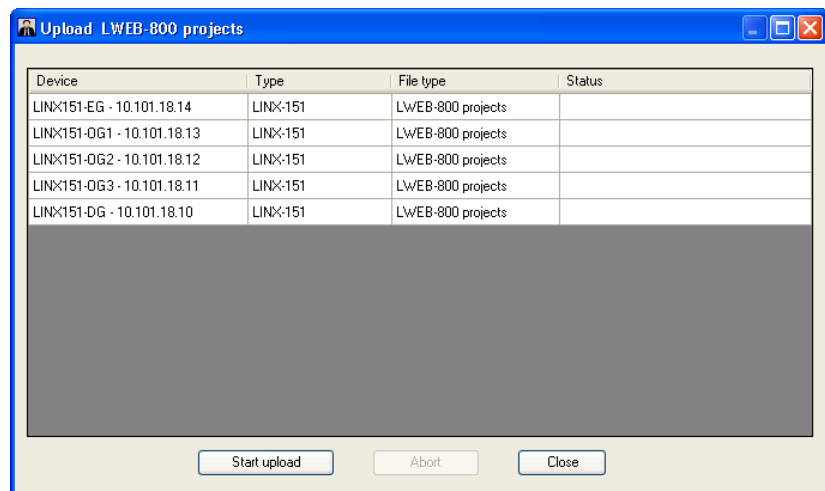 Upload LWEB-800 projects
Device Type File type Status
LINX151-EG - 10.101.18.14 LINX-151 LWEB-800 projects
LINX151-OG1 - 10.101.18.13 LINX-151 LWEB-800 projects
LINX151-OG2 - 10.101.18.12 LINX-151 LWEB-800 projects
LINX151-OG3 - 10.101.18.11 LINX-151 LWEB-800 projects
LINX151-DG - 10.101.18.10 LINX-151 LWEB-800 projects
Start upload Abort Close